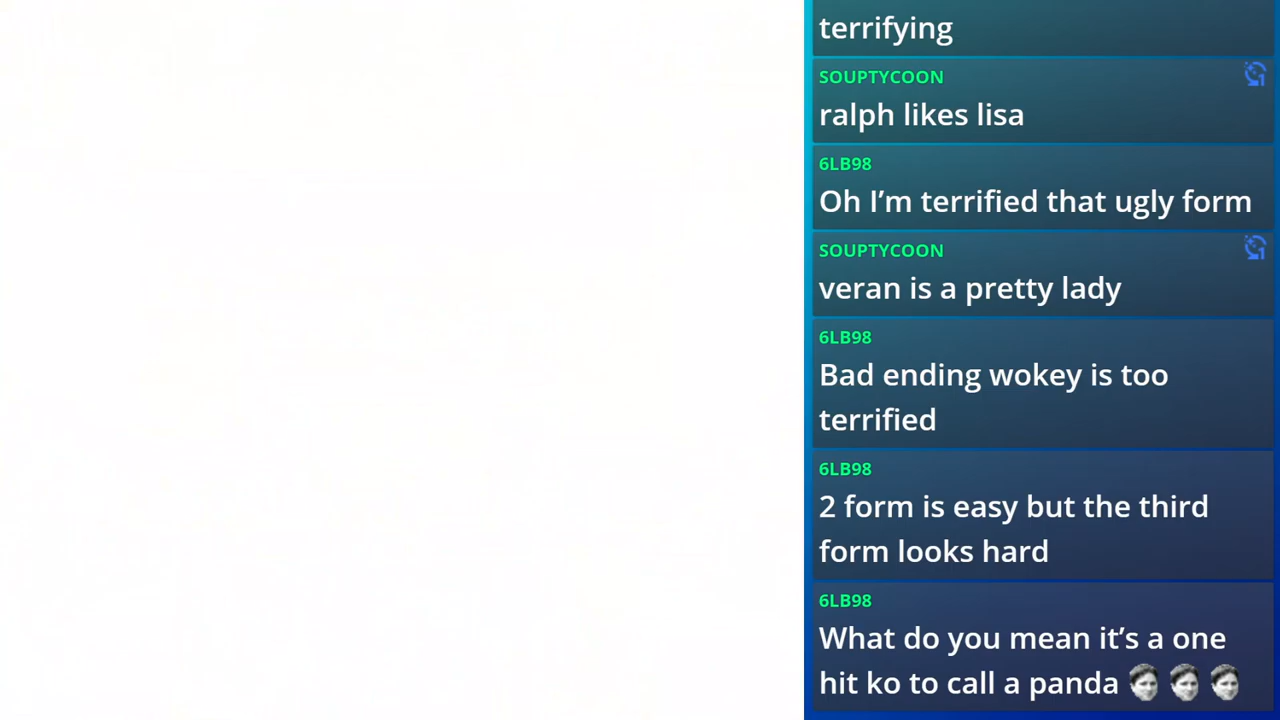 terrifying
SOUPTYCOON
ralph likes lisa
6LB98
Oh I’m terrified that ugly form
SOUPTYCOON
veran is a pretty lady
6LB98
Bad ending wokey is too
terrified
6LB98
2 form is easy but the third
form looks hard
6LB98
What do you mean it’s a one
hit ko to call a panda